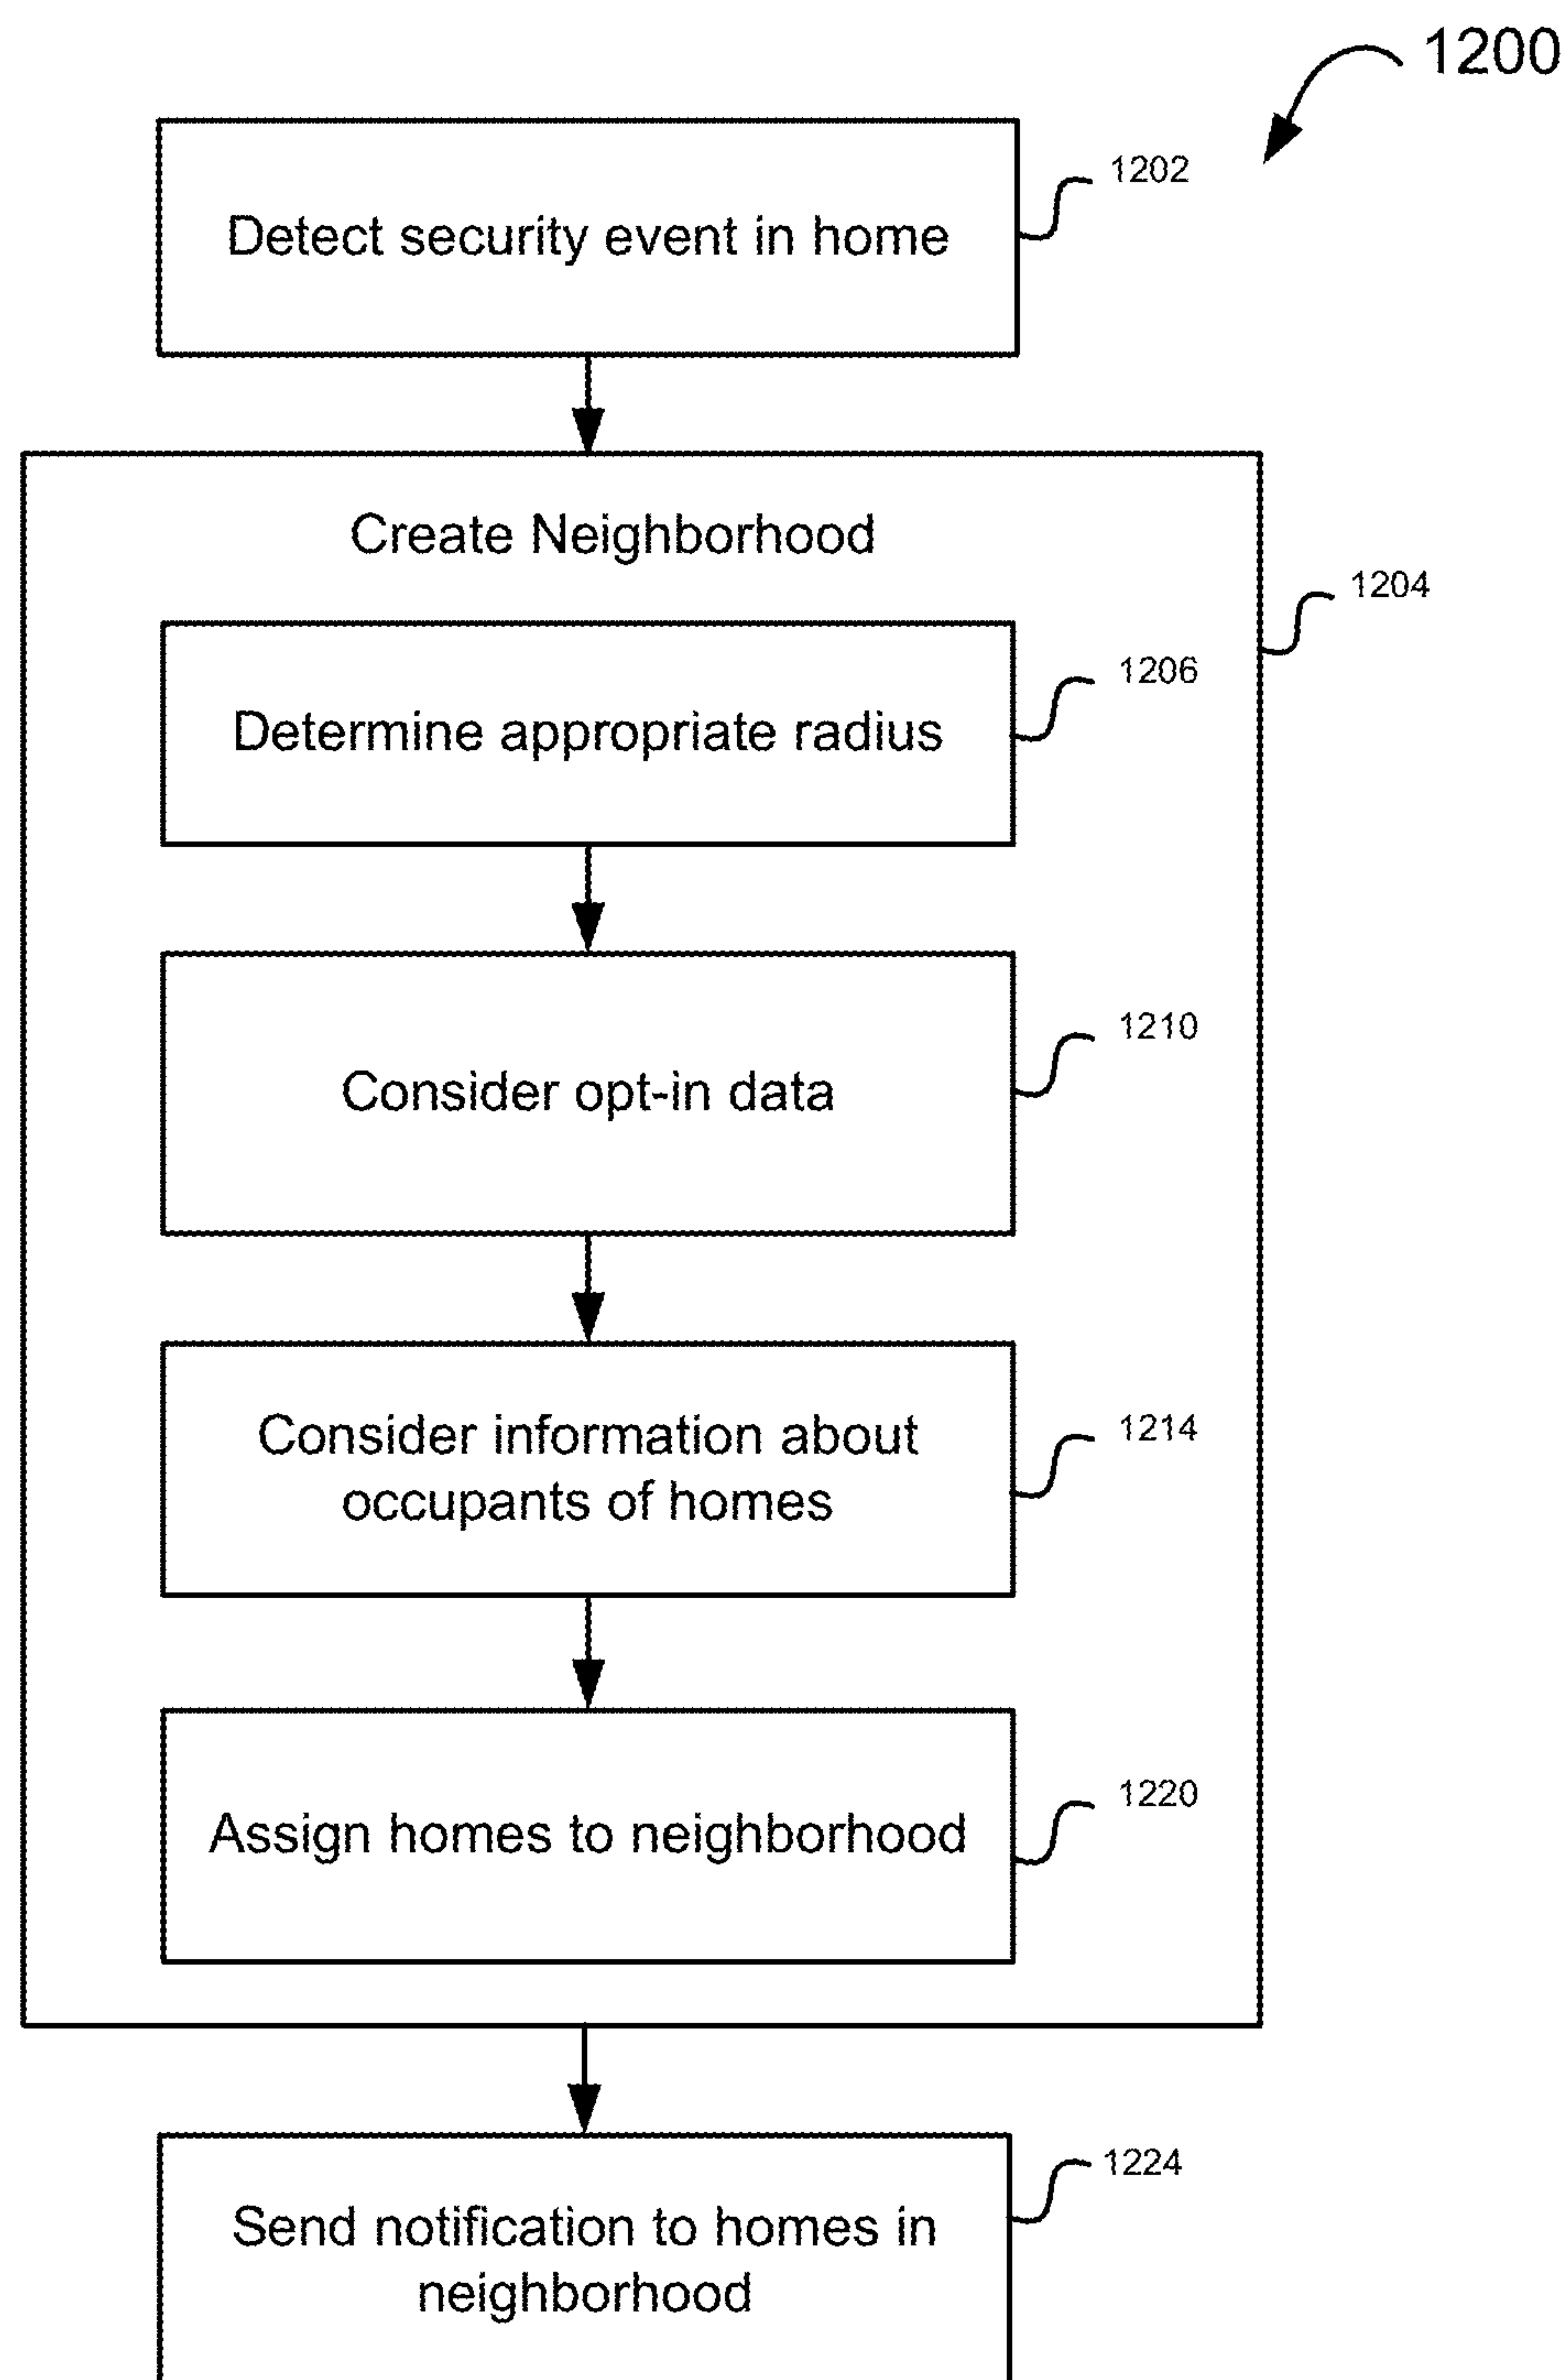 1200
Detect security event in home
1202
Create Neighborhood
1204
Determine appropriate radius
1206
Consider opt-in data
1210
Consider information about
occupants of homes
1214
Assign homes to neighborhood
1220
Send notification to homes in
neighborhood
1224